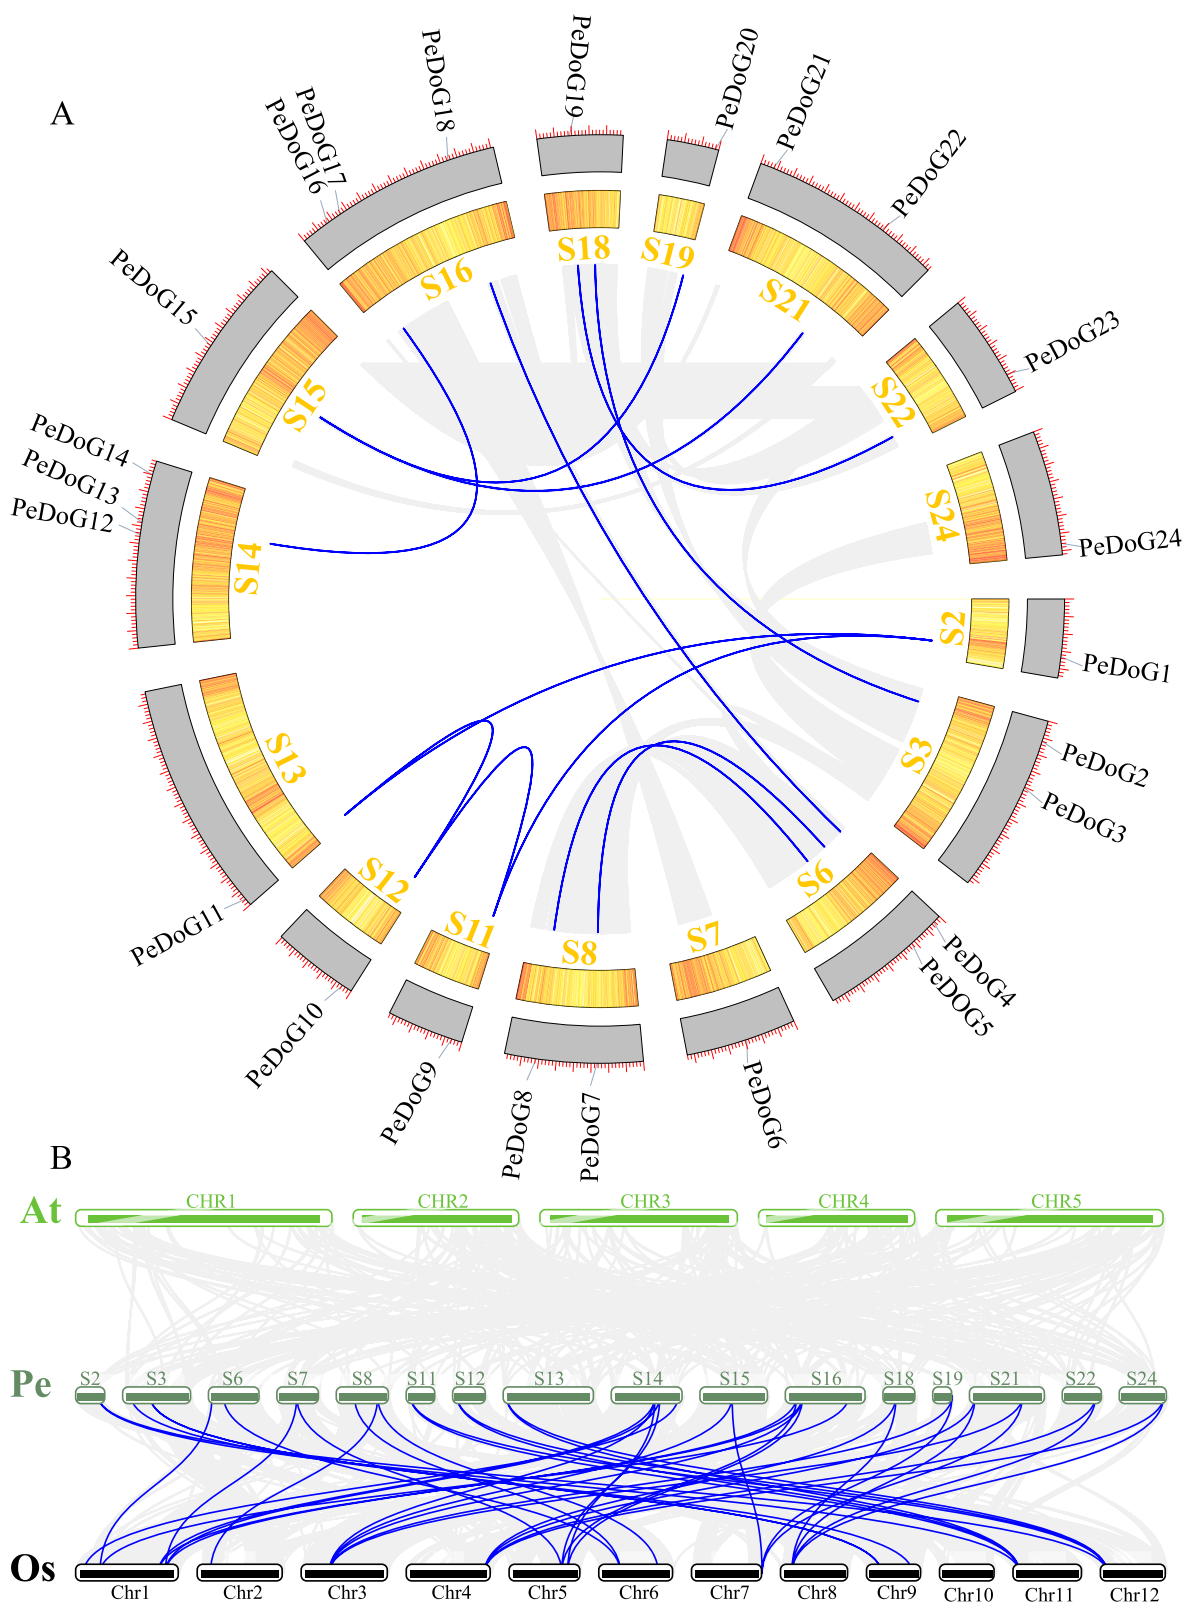 A
PeDoG16
PeDoG17
PeDoG18
PeDoG19
PeDoG20
PeDoG21
PeDoG22
PeDoG23
PeDoG24
PeDoG1
PeDoG2
PeDoG3
PeDoG4
PeDOG5
PeDoG6
PeDoG7
PeDoG8
PeDoG9
PeDoG10
PeDoG11
PeDoG12
PeDoG13
PeDoG14
PeDoG15
S16
S18
S19
S21
S22
S24
S2
S3
S6
S7
S8
S11
S12
S13
S14
S15
B
At
CHR1 CHR2 CHR3 CHR4 CHR5
Pe
S2 S3 S6 S7 S8 S11 S12 S13 S14 S15 S16 S18 S19 S21 S22 S24
Os
Chr1 Chr2 Chr3 Chr4 Chr5 Chr6 Chr7 Chr8 Chr9 Chr10 Chr11 Chr12